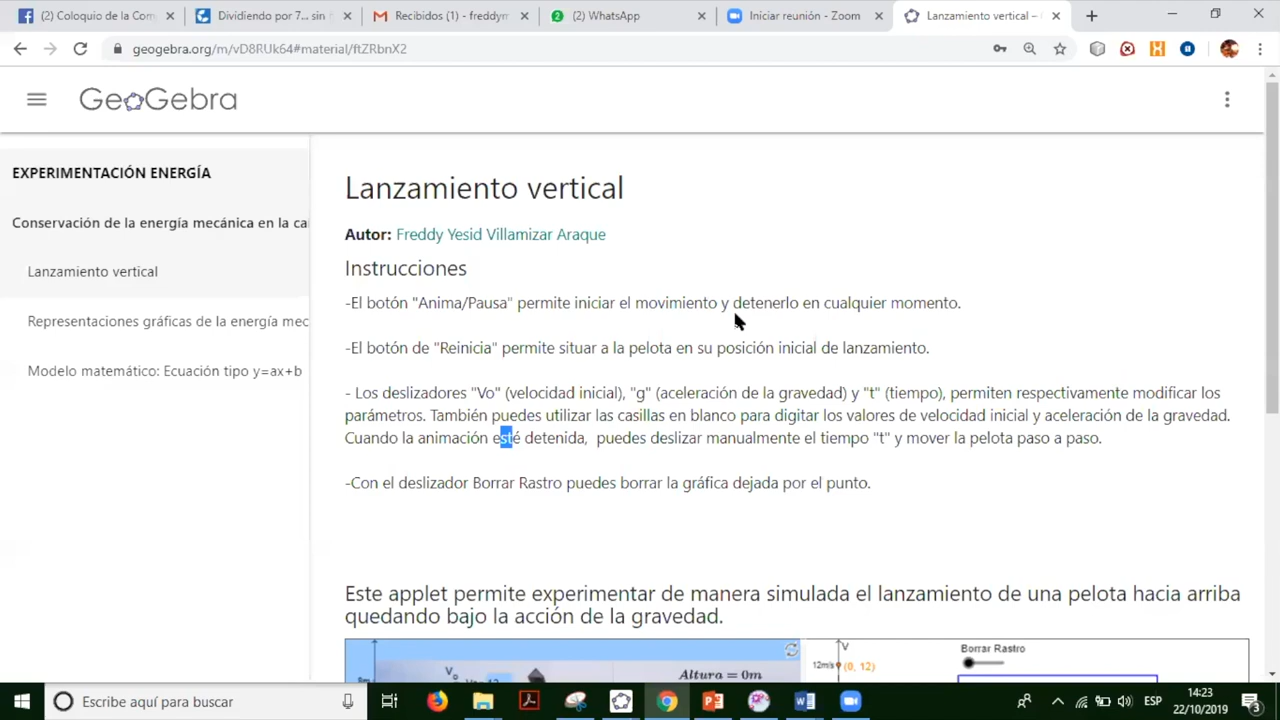 (2) Coloquio de la Com
Dividiendo por 7... sin
Recibidos (1) - freddym
(2) WhatsApp
Iniciar reunión - Zoom
Lanzamiento vertical –
geogebra.org/m/vD8RUk64#material/ftZRbnX2
GeoGebra
EXPERIMENTACIÓN ENERGÍA
Conservación de la energía mecánica en la caí
Lanzamiento vertical
Representaciones gráficas de la energía mec
Modelo matemático: Ecuación tipo y=ax+b
Lanzamiento vertical
Autor: Freddy Yesid Villamizar Araque
Instrucciones
-El botón "Anima/Pausa" permite iniciar el movimiento y detenerlo en cualquier momento.
-El botón de "Reinicia" permite situar a la pelota en su posición inicial de lanzamiento.
- Los deslizadores "Vo" (velocidad inicial), "g" (aceleración de la gravedad) y "t" (tiempo), permiten respectivamente modificar los
parámetros. También puedes utilizar las casillas en blanco para digitar los valores de velocidad inicial y aceleración de la gravedad.
Cuando la animación esté detenida, puedes deslizar manualmente el tiempo "t" y mover la pelota paso a paso.
-Con el deslizador Borrar Rastro puedes borrar la gráfica dejada por el punto.
Este applet permite experimentar de manera simulada el lanzamiento de una pelota hacia arriba
quedando bajo la acción de la gravedad.
Altura = 0m
V
12m/s
(0, 12)
Borrar Rastro
Escribe aquí para buscar
ESP
14:23
22/10/2019
3